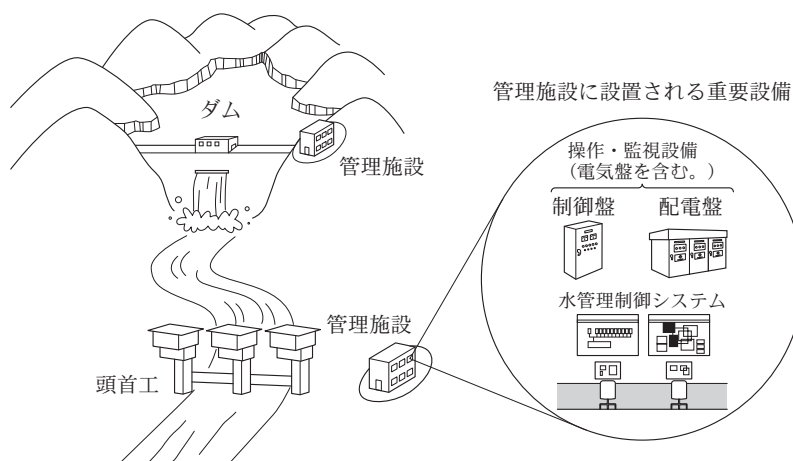 ダム
管理施設
管理施設
頭首工
管理施設に設置される重要設備
操作・監視設備
（電気盤を含む。）
制御盤
配電盤
水管理制御システム